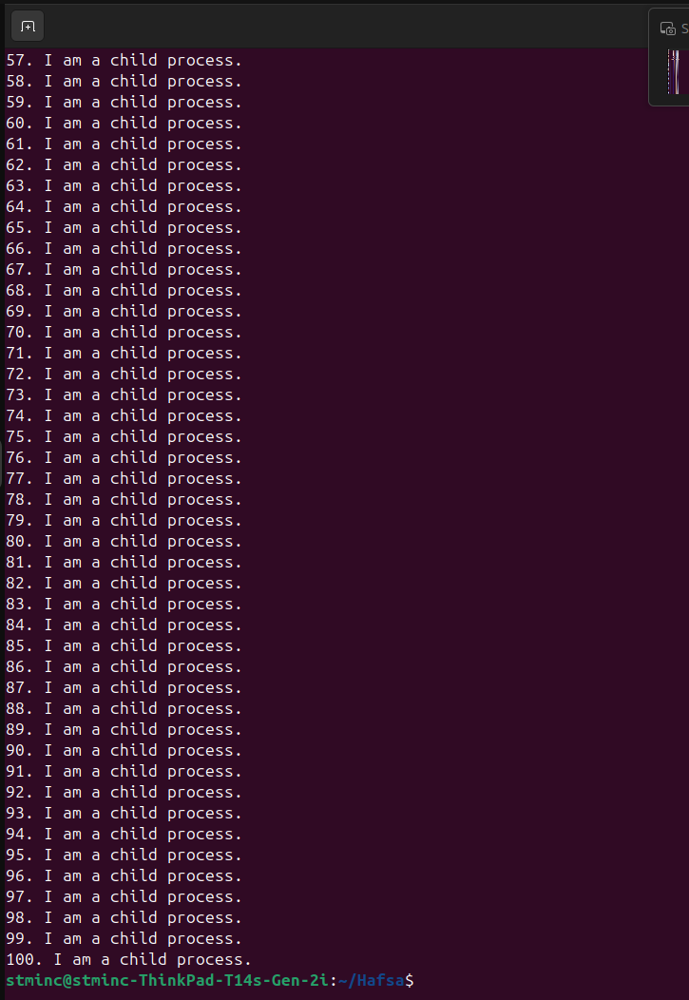 S
57. I am a child process.
58. I am a child process.
59. I am a child process.
60. I am a child process.
61. I am a child process.
62. I am a child process.
63. I am a child process.
64. I am a child process.
65. I am a child process.
66. I am a child process.
67. I am a child process.
68. I am a child process.
69. I am a child process.
70. I am a child process.
71. I am a child process.
72. I am a child process.
73. I am a child process.
74. I am a child process.
75. I am a child process.
76. I am a child process.
77. I am a child process.
78. I am a child process.
79. I am a child process.
80. I am a child process.
81. I am a child process.
82. I am a child process.
83. I am a child process.
84. I am a child process.
85. I am a child process.
86. I am a child process.
87. I am a child process.
88. I am a child process.
89. I am a child process.
90. I am a child process.
91. I am a child process.
92. I am a child process.
93. I am a child process.
94. I am a child process.
95. I am a child process.
96. I am a child process.
97. I am a child process.
98. I am a child process.
99. I am a child process.
100. I am a child process.
stminc@stminc-ThinkPad-T14s-Gen-2i:~/Hafsa$